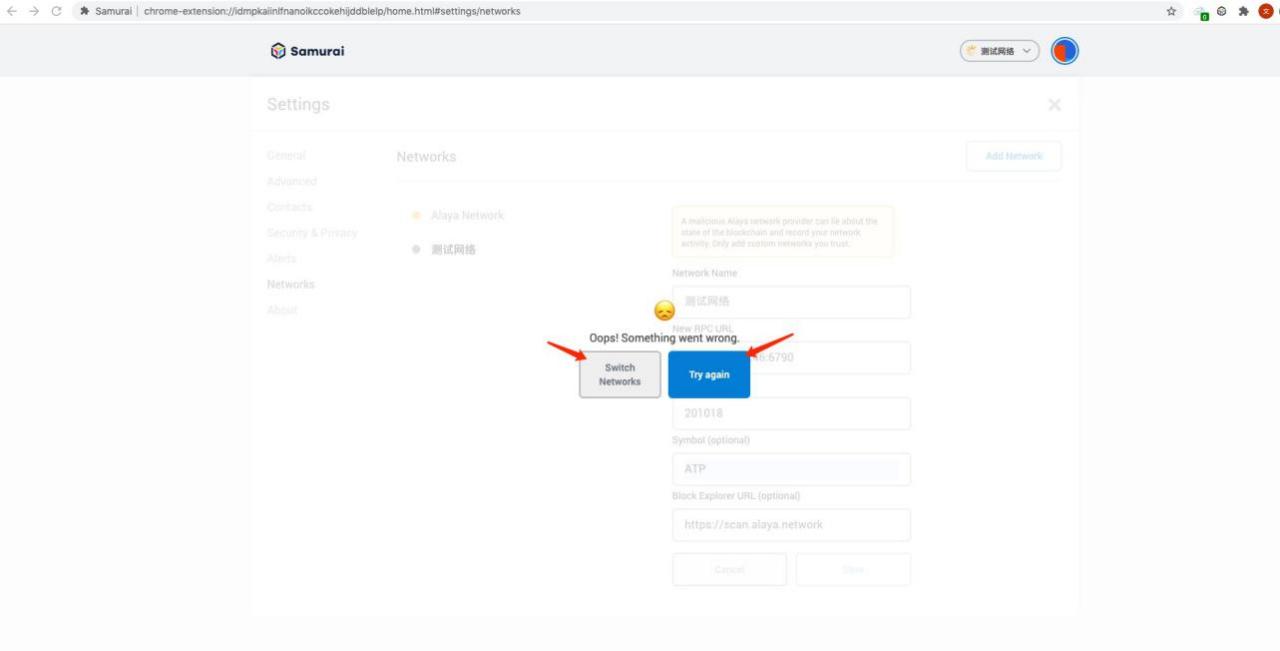 Samurai
chrome-extension://idmpkaiinlfnanoikccokehijddblelp/home.html#settings/networks
0
文
Samurai
测试网络
Settings
General
Networks
Add Network
Advanced
Contacts
Alaya Network
A malicious Alaya network provider can lie about the
state of the blockchain and record your network
activity. Only add custom networks you trust.
Security & Privacy
测试网络
Alerts
Network Name
Networks
测试网络
About
New RPC URL
Oops! Something went wrong.
:6790
Switch
Networks
Try again
201018
Symbol (optional)
ATP
Block Explorer URL (optional)
https://scan.alaya.network
Cancel
Save